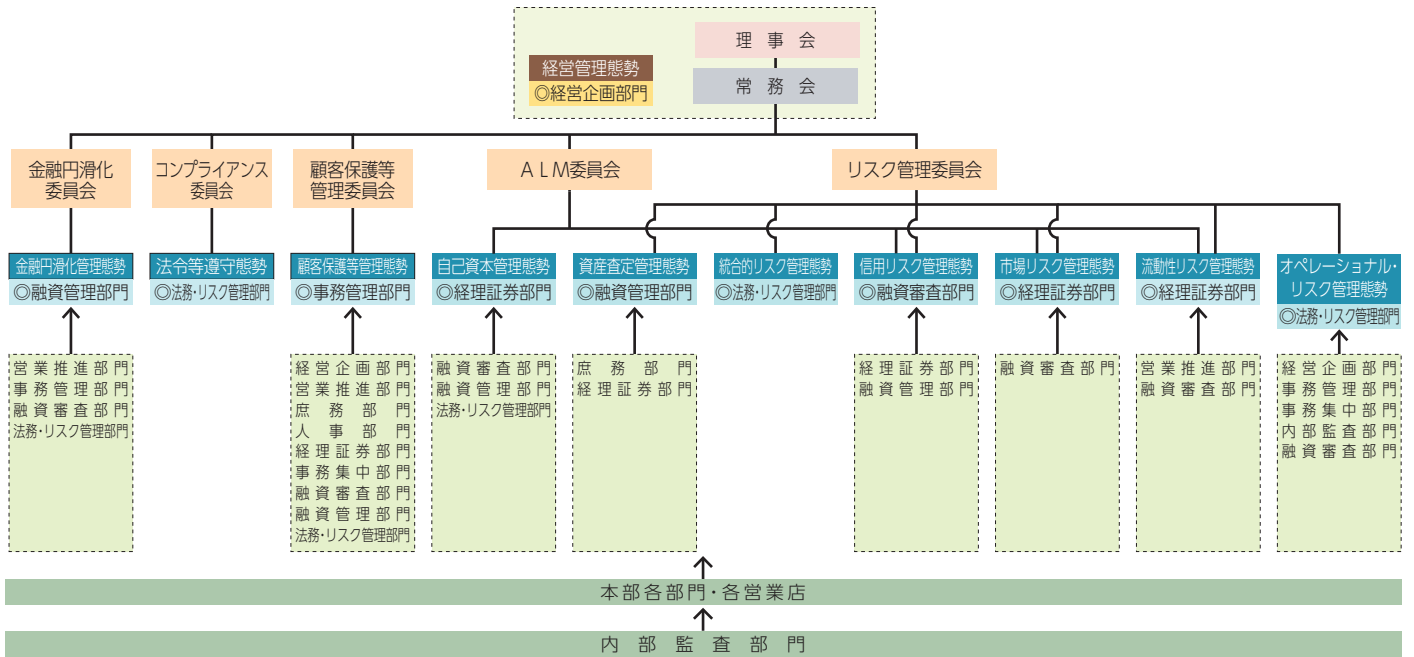 理事会
経営管理態勢
◎経営企画部門
常務会
金融円滑化
委員会
コンプライアンス
委員会
顧客保護等
管理委員会
ALM委員会
リスク管理委員会
金融円滑化管理態勢
◎融資管理部門
法令等遵守態勢
◎法務・リスク管理部門
顧客保護等管理態勢
◎事務管理部門
自己資本管理態勢
◎経理証券部門
資産査定管理態勢
◎融資管理部門
統合的リスク管理態勢
◎法務・リスク管理部門
信用リスク管理態勢
◎融資審査部門
市場リスク管理態勢
◎経理証券部門
流動性リスク管理態勢
◎経理証券部門
オペレーショナル・
リスク管理態勢
◎法務・リスク管理部門
営業推進部門
事務管理部門
融資審査部門
法務・リスク管理部門
経営企画部門
営業推進部門
庶務部門
人事部門
経理証券部門
事務集中部門
融資審査部門
融資管理部門
法務・リスク管理部門
融資審査部門
融資管理部門
法務・リスク管理部門
庶務部門
経理証券部門
経理証券部門
融資管理部門
融資審査部門
営業推進部門
融資審査部門
経営企画部門
事務管理部門
事務集中部門
内部監査部門
融資審査部門
本部各部門・各営業店
内部監査部門